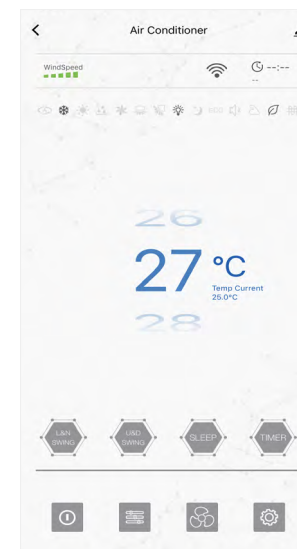 Air Conditioner
WindSpeed
--:--
--
26
27 °C
Temp Current
25.0°C
28
L&N
SWING
U&D
SWING
SLEEP
TIMER